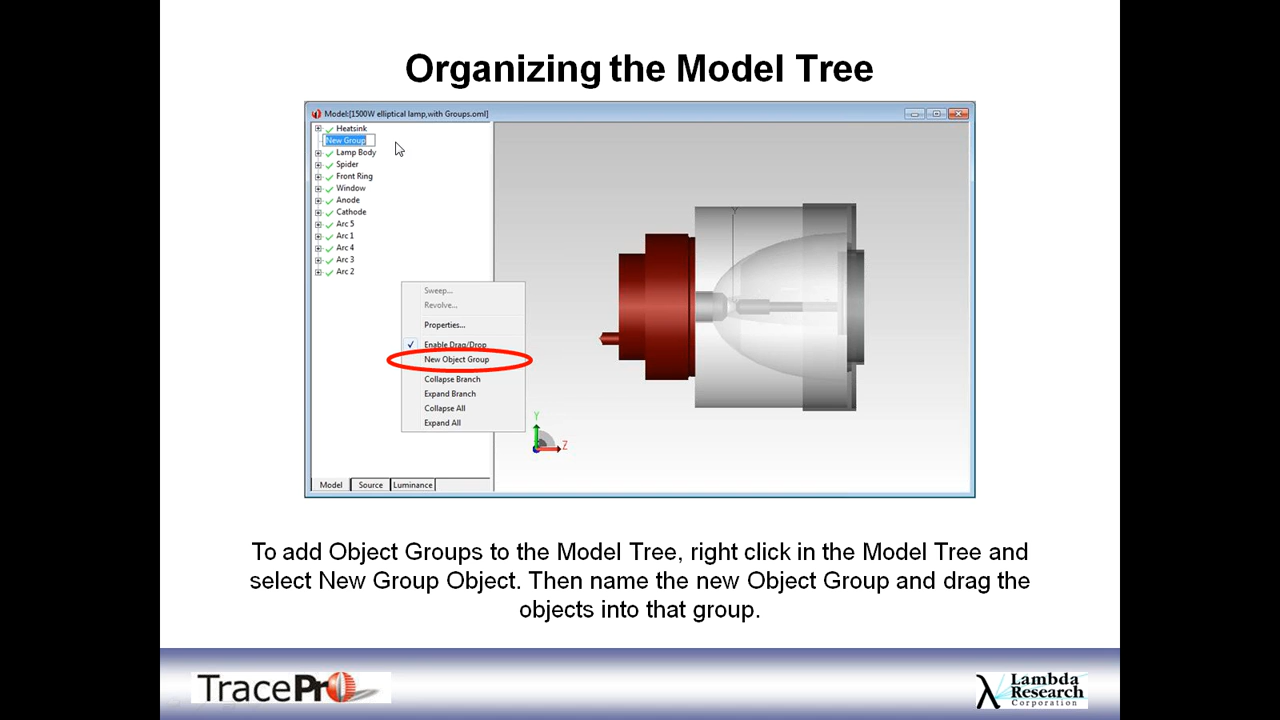 Organizing the Model Tree
Model:[1500W elliptical lamp,with Groups.oml]
Heatsink
New Group
Lamp Body
Spider
Front Ring
Window
Anode
Cathode
Arc 5
Arc 1
Arc 4
Arc 3
Arc 2
Sweep...
Revolve...
Properties...
Enable Drag/Drop
New Object Group
Collapse Branch
Expand Branch
Collapse All
Expand All
Y
Y
Z
Model Source Luminance
To add Object Groups to the Model Tree, right click in the Model Tree and
select New Group Object. Then name the new Object Group and drag the
objects into that group.
TracePro
λ Lambda
Research
Corporation